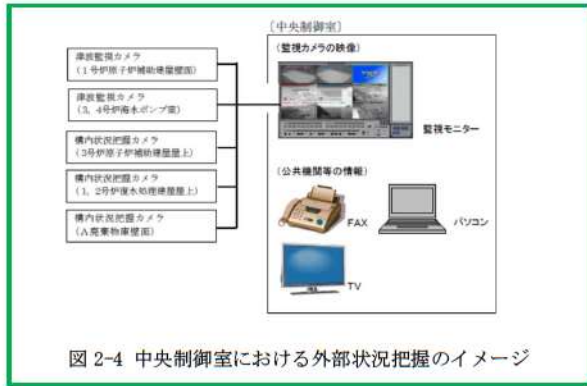 〔中央制御室〕
津波監視カメラ
(1号炉原子炉補助建屋壁面)
津波監視カメラ
(3,4号炉海水ポンプ室)
構内状況把握カメラ
(3号炉原子炉補助建屋屋上)
構内状況把握カメラ
(1,2号炉復水処理建屋屋上)
構内状況把握カメラ
(A廃棄物庫壁面)
(監視カメラの映像)
監視モニター
(公共機関等の情報)
FAX
パソコン
TV
図 2-4 中央制御室における外部状況把握のイメージ